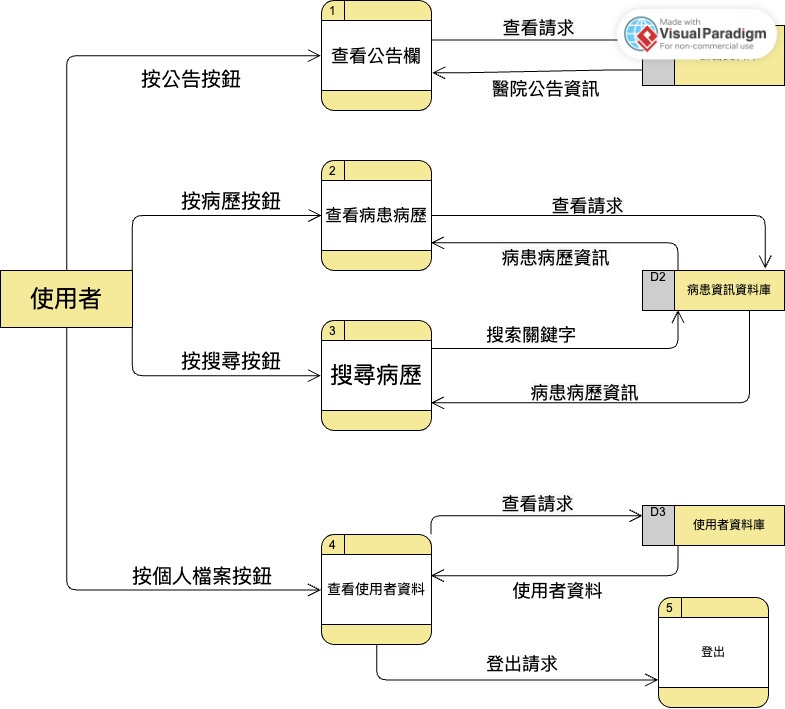 1
查看公告欄
查看請求
Made with
Visual Paradigm
For non-commercial use
按公告按鈕
醫院公告資訊
2
查看病患病歷
按病歷按鈕
查看請求
病患病歷資訊
D2
病患資訊資料庫
使用者
3
搜尋病歷
搜索關鍵字
按搜尋按鈕
病患病歷資訊
查看請求
D3
使用者資料庫
4
查看使用者資料
按個人檔案按鈕
使用者資料
5
登出
登出請求